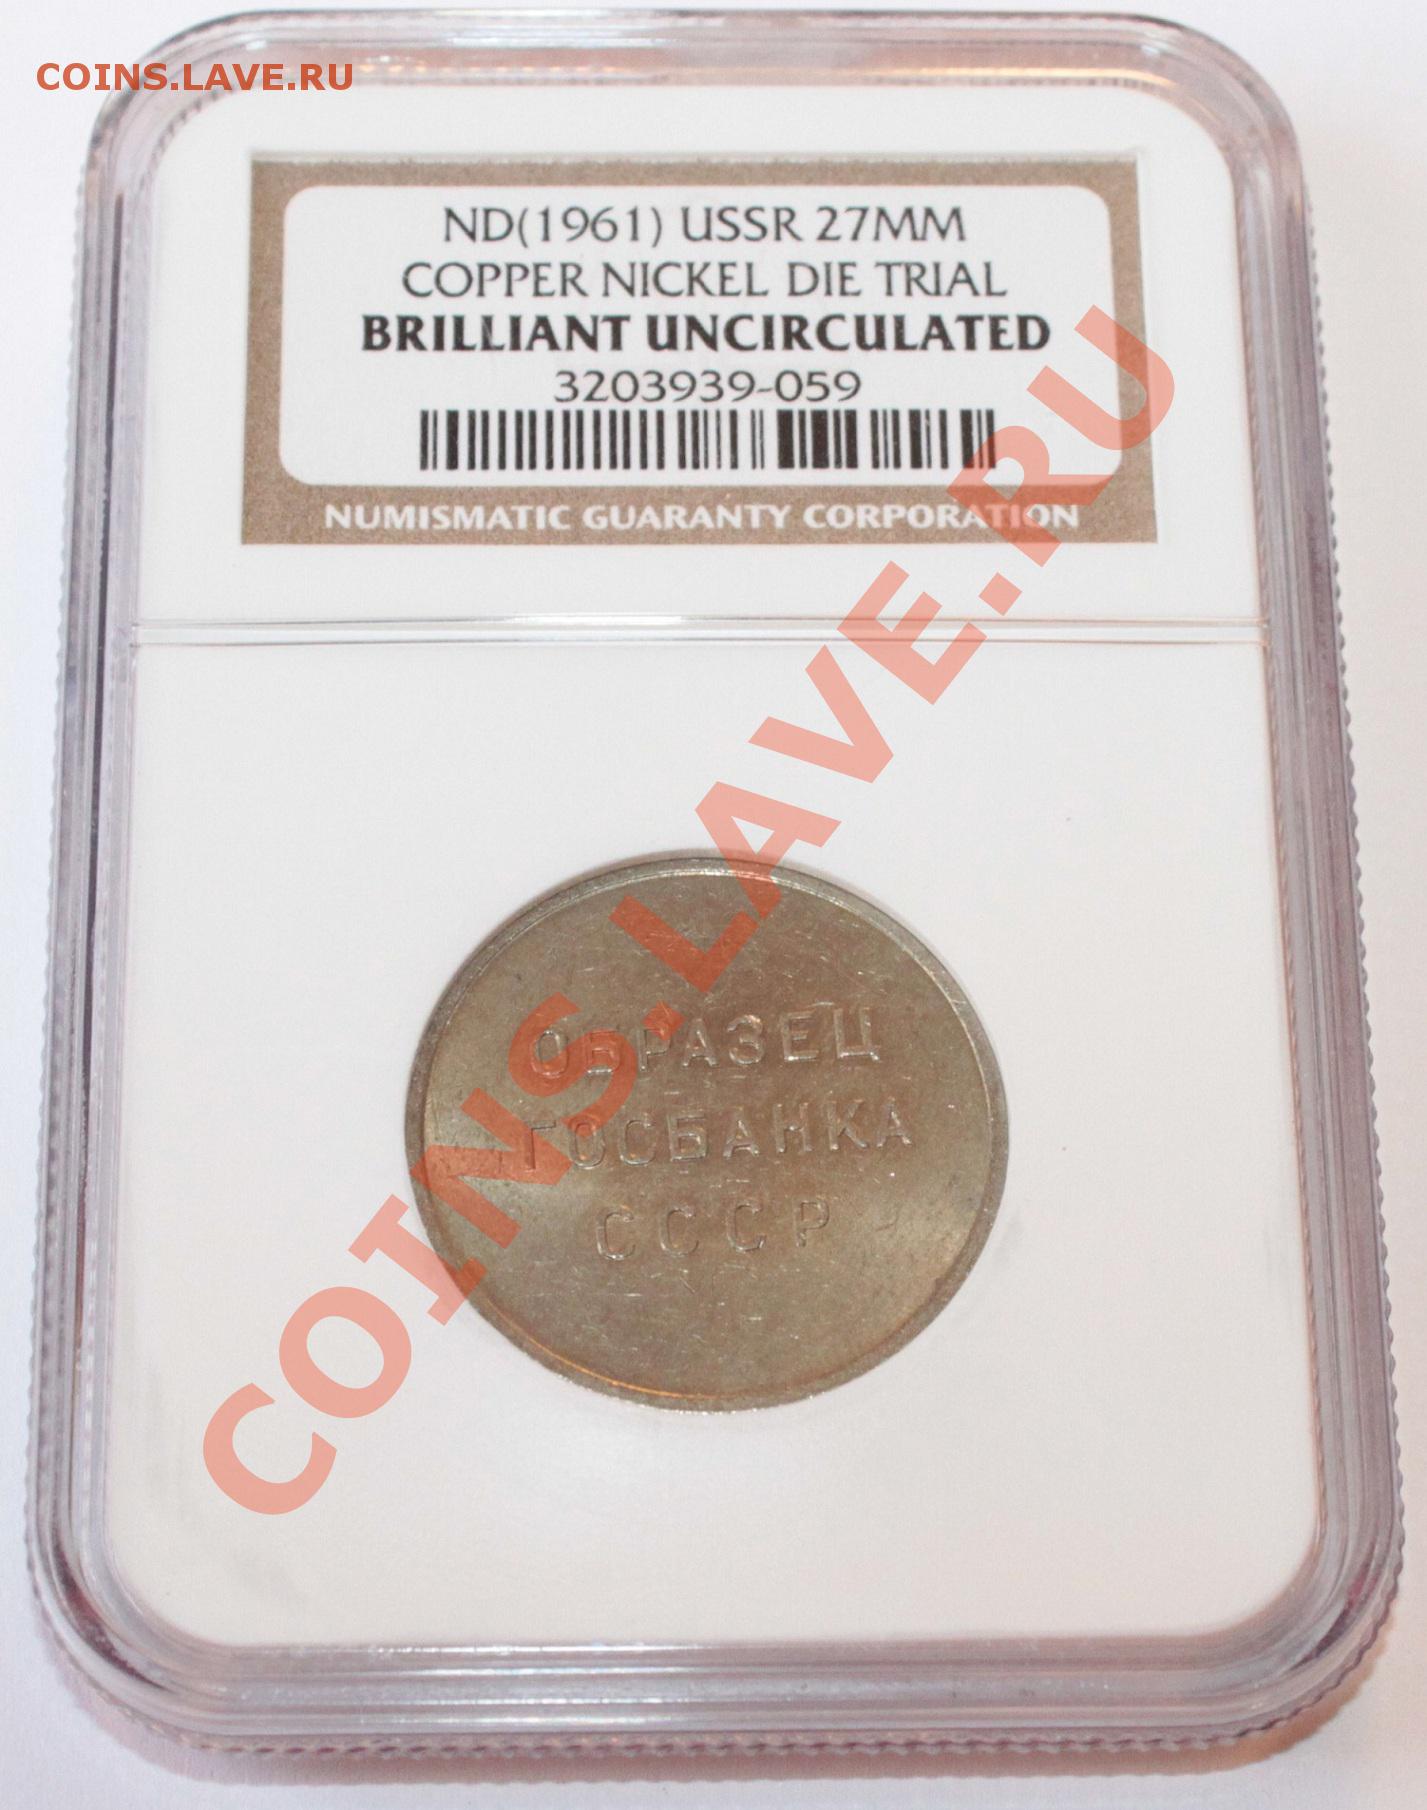 COINS.LAVE.RU
ND(1961) USSR 27MM
COPPER NICKEL DIE TRIAL
BRILLIANT UNCIRCULATED
3203939-059
NUMISMATIC GUARANTY CORPORATION
ОБРАЗЕЦ
ГОСБАНКА
СССР
COINS.LAVE.RU